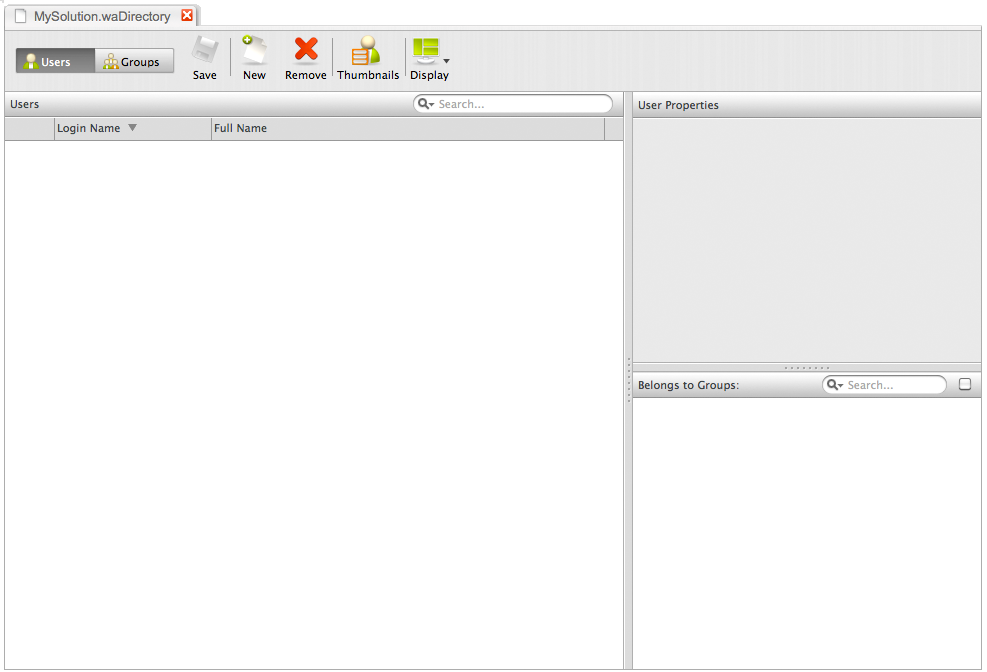 MySolution.waDirectory
Users Groups Save New Remove Thumbnails Display
Users Search...
Login Name Full Name
User Properties
Belongs to Groups: Search...